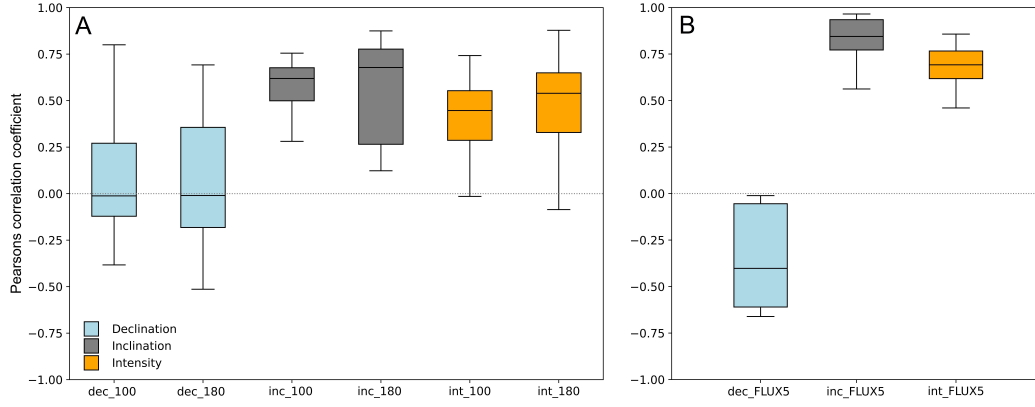 A
Pearsons correlation coefficient
1.00
0.75
0.50
0.25
0.00
−0.25
−0.50
−0.75
−1.00
Declination
Inclination
Intensity
dec_100 dec_180 inc_100 inc_180 int_100 int_180
B
1.00
0.75
0.50
0.25
0.00
−0.25
−0.50
−0.75
−1.00
dec_FLUX5 inc_FLUX5 int_FLUX5